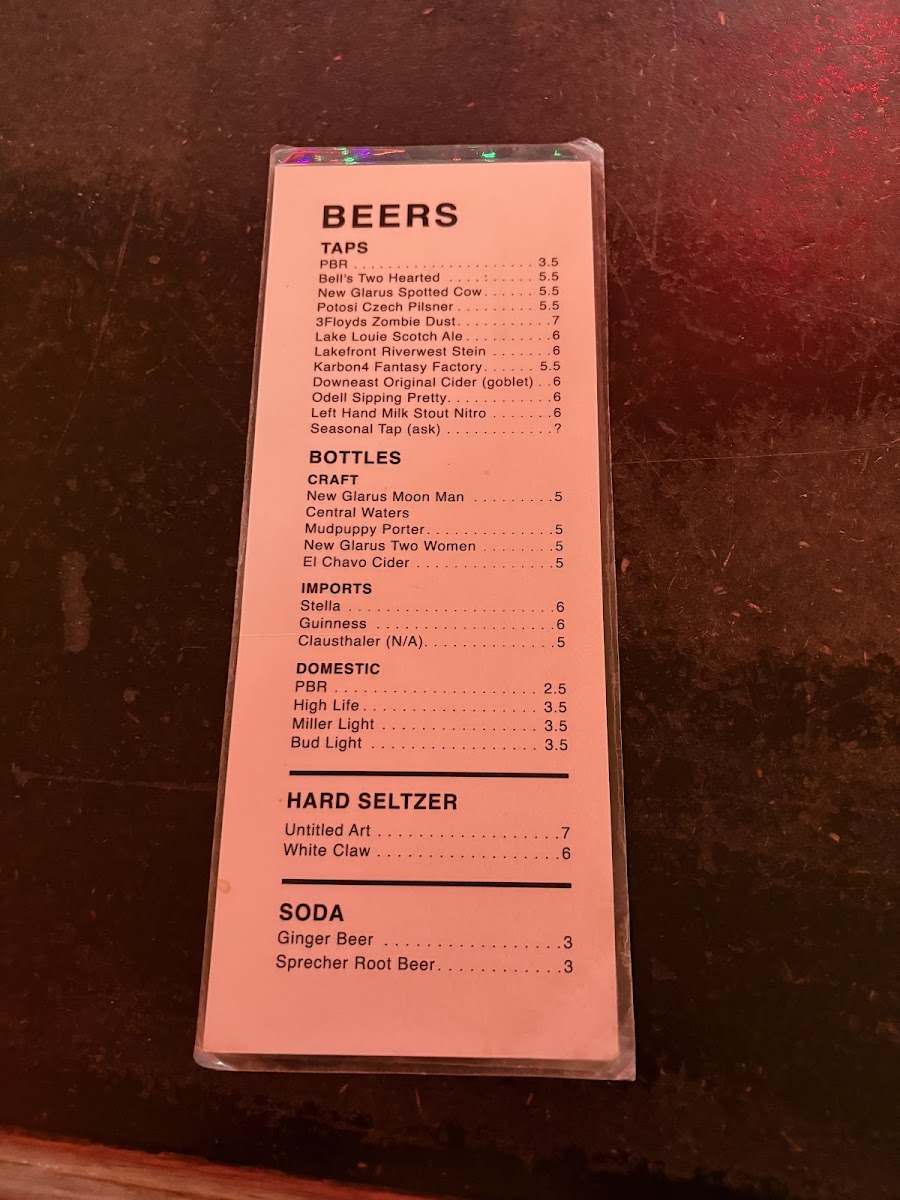 BEERS
TAPS
PBR . . . . . . . . . . . . . . . . . . . . . 3.5
Bell's Two Hearted . . . . : . . . . . 5.5
New Glarus Spotted Cow. . . . . . 5.5
Potosi Czech Pilsner . . . . . . . . . 5.5
3Floyds Zombie Dust. . . . . . . . . . .7
Lake Louie Scotch Ale. . . . . . . . . .6
Lakefront Riverwest Stein . . . . . . .6
Karbon4 Fantasy Factory. . . . . . 5.5
Downeast Original Cider (goblet) . .6
Odell Sipping Pretty. . . . . . . . . . . .6
Left Hand Milk Stout Nitro . . . . . . .6
Seasonal Tap (ask) . . . . . . . . . . . .?
BOTTLES
CRAFT
New Glarus Moon Man . . . . . . . . .5
Central Waters
Mudpuppy Porter. . . . . . . . . . . . . .5
New Glarus Two Women . . . . . . . .5
El Chavo Cider . . . . . . . . . . . . . . .5
IMPORTS
Stella . . . . . . . . . . . . . . . . . . . . . .6
Guinness . . . . . . . . . . . . . . . . . . .6
Clausthaler (N/A). . . . . . . . . . . . . .5
DOMESTIC
PBR . . . . . . . . . . . . . . . . . . . . . 2.5
High Life. . . . . . . . . . . . . . . . . . 3.5
Miller Light . . . . . . . . . . . . . . . . 3.5
Bud Light . . . . . . . . . . . . . . . . . 3.5
HARD SELTZER
Untitled Art . . . . . . . . . . . . . . . . . .7
White Claw . . . . . . . . . . . . . . . . . .6
SODA
Ginger Beer . . . . . . . . . . . . . . . . .3
Sprecher Root Beer. . . . . . . . . . . .3